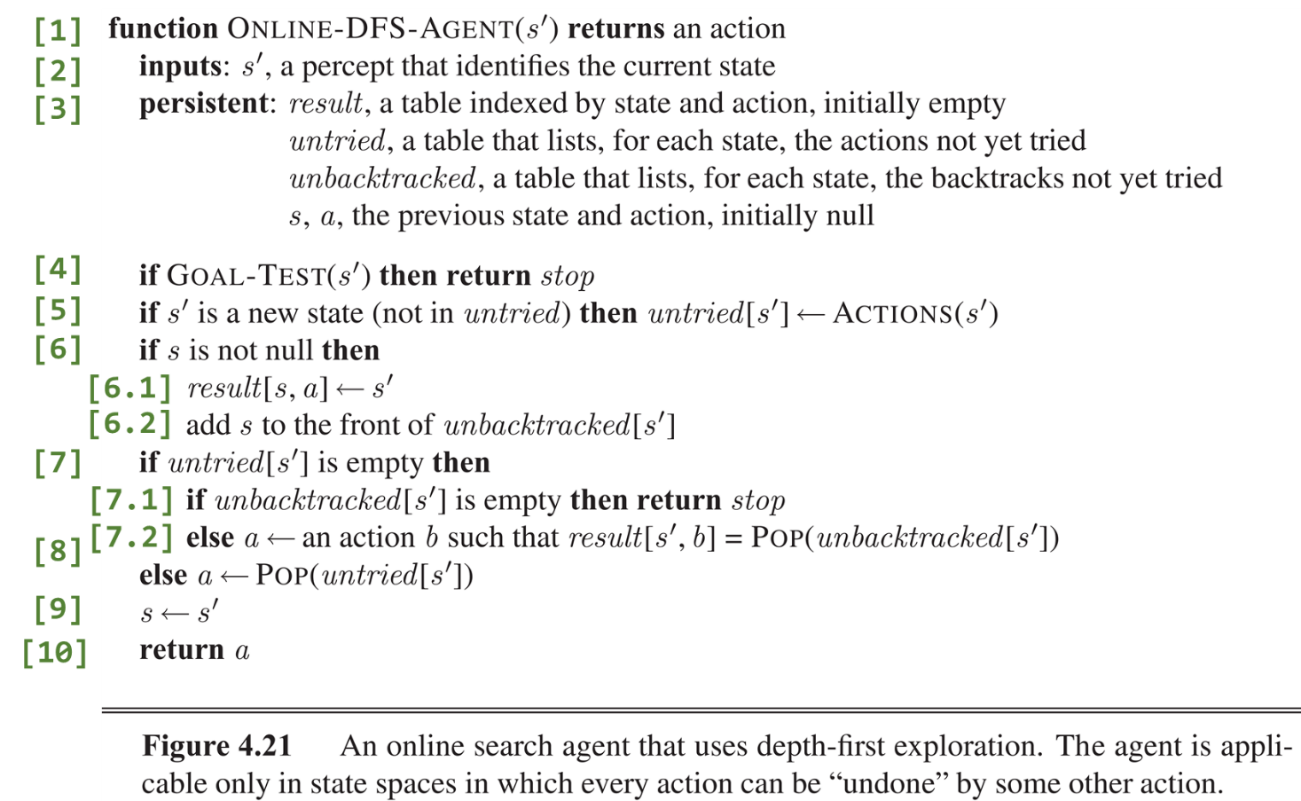 [1] function ONLINE-DFS-AGENT(s′) returns an action
[2] inputs: s′, a percept that identifies the current state
[3] persistent: result, a table indexed by state and action, initially empty
untried, a table that lists, for each state, the actions not yet tried
unbacktracked, a table that lists, for each state, the backtracks not yet tried
s, a, the previous state and action, initially null
[4] if GOAL-TEST(s′) then return stop
[5] if s′ is a new state (not in untried) then untried[s′] ← ACTIONS(s′)
[6] if s is not null then
[6.1] result[s, a] ← s′
[6.2] add s to the front of unbacktracked[s′]
[7] if untried[s′] is empty then
[7.1] if unbacktracked[s′] is empty then return stop
[7.2] else a ← an action b such that result[s′, b] = POP(unbacktracked[s′])
[8] else a ← POP(untried[s′])
[9] s ← s′
[10] return a
Figure 4.21 An online search agent that uses depth-first exploration. The agent is appli-
cable only in state spaces in which every action can be “undone” by some other action.